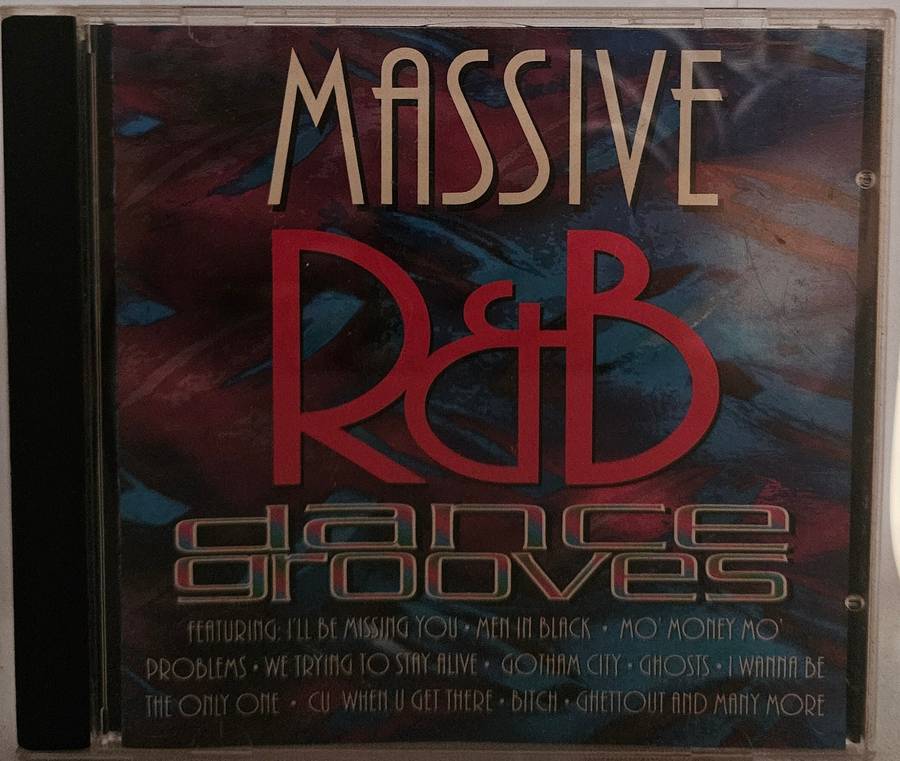 MASSIVE
R&B
dance
grooves
FEATURING: I'LL BE MISSING YOU • MEN IN BLACK • MO' MONEY MO'
PROBLEMS • WE TRYING TO STAY ALIVE • GOTHAM CITY • GHOSTS • I WANNA BE
THE ONLY ONE • CU WHEN U GET THERE • BITCH • GHETTOUT AND MANY MORE